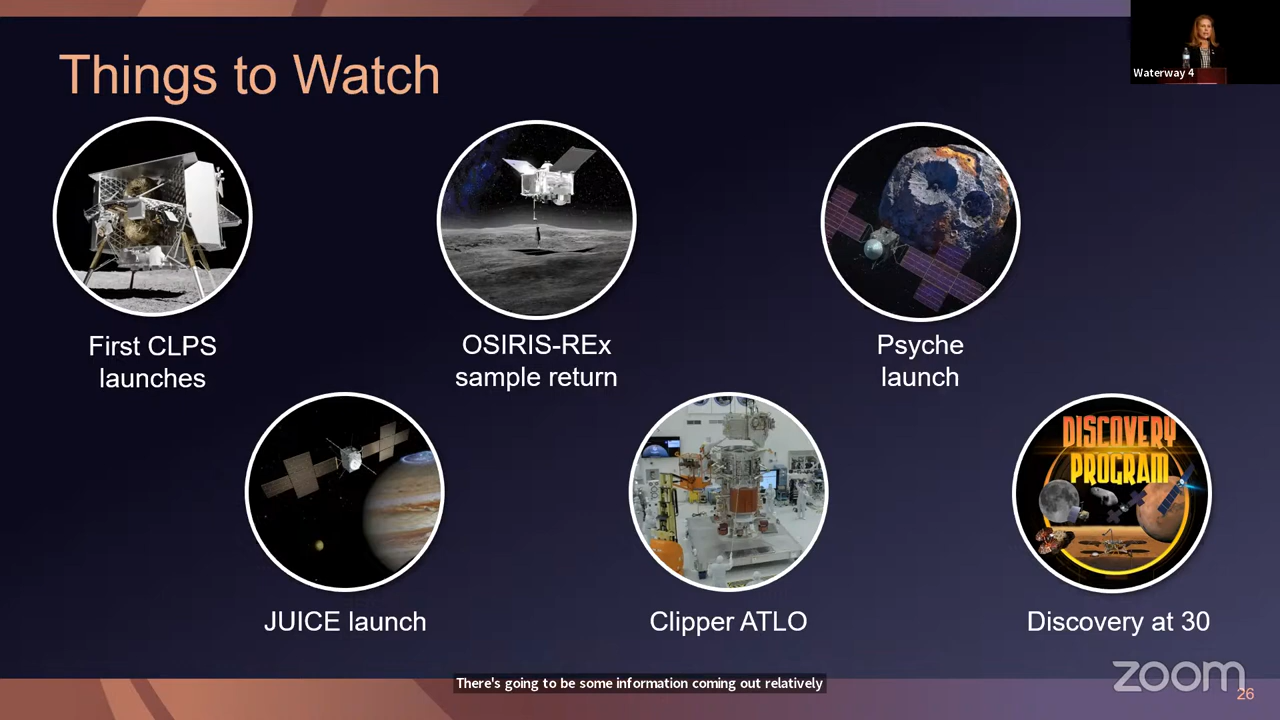 Things to Watch
Waterway 4
First CLPS
launches
OSIRIS-REx
sample return
Psyche
launch
DISCOVERY
PROGRAM
JUICE launch
Clipper ATLO
Discovery at 30
There's going to be some information coming out relatively
zoom
26